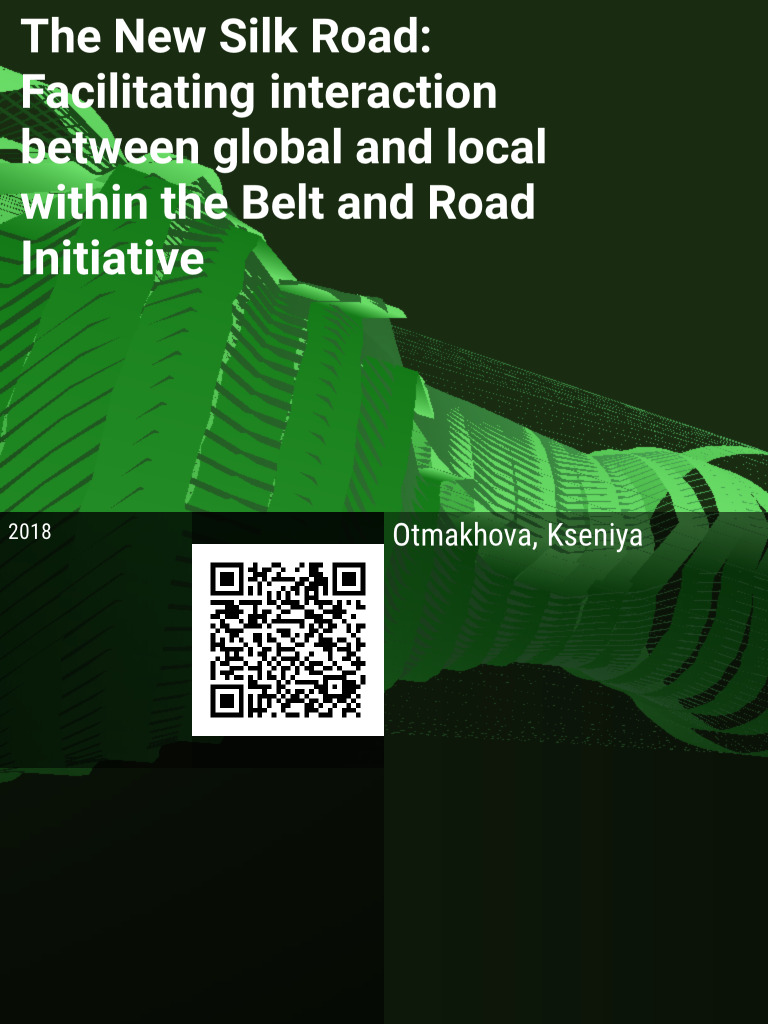 The New Silk Road:
Facilitating interaction
between global and local
within the Belt and Road
Initiative
2018
Otmakhova, Kseniya